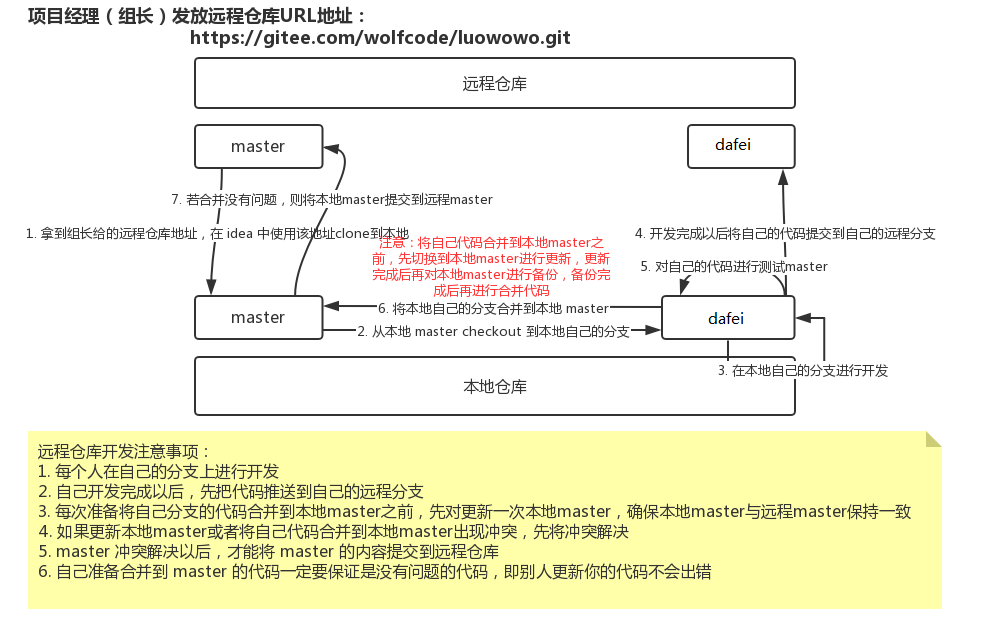 项目经理（组长）发放远程仓库URL地址：
https://gitee.com/wolfcode/luowowo.git
远程仓库
master
dafei
7. 若合并没有问题，则将本地master提交到远程master
1. 拿到组长给的远程仓库地址，在 idea 中使用该地址clone到本地
4. 开发完成以后将自己的代码提交到自己的远程分支
注意：将自己代码合并到本地master之
前，先切换到本地master进行更新，更新
完成后再对本地master进行备份，备份完
成后再进行合并代码
5. 对自己的代码进行测试master
master
6. 将本地自己的分支合并到本地 master
dafei
2. 从本地 master checkout 到本地自己的分支
3. 在本地自己的分支进行开发
本地仓库
远程仓库开发注意事项：
1. 每个人在自己的分支上进行开发
2. 自己开发完成以后，先把代码推送到自己的远程分支
3. 每次准备将自己分支的代码合并到本地master之前，先对更新一次本地master，确保本地master与远程master保持一致
4. 如果更新本地master或者将自己代码合并到本地master出现冲突，先将冲突解决
5. master 冲突解决以后，才能将 master 的内容提交到远程仓库
6. 自己准备合并到 master 的代码一定要保证是没有问题的代码，即别人更新你的代码不会出错